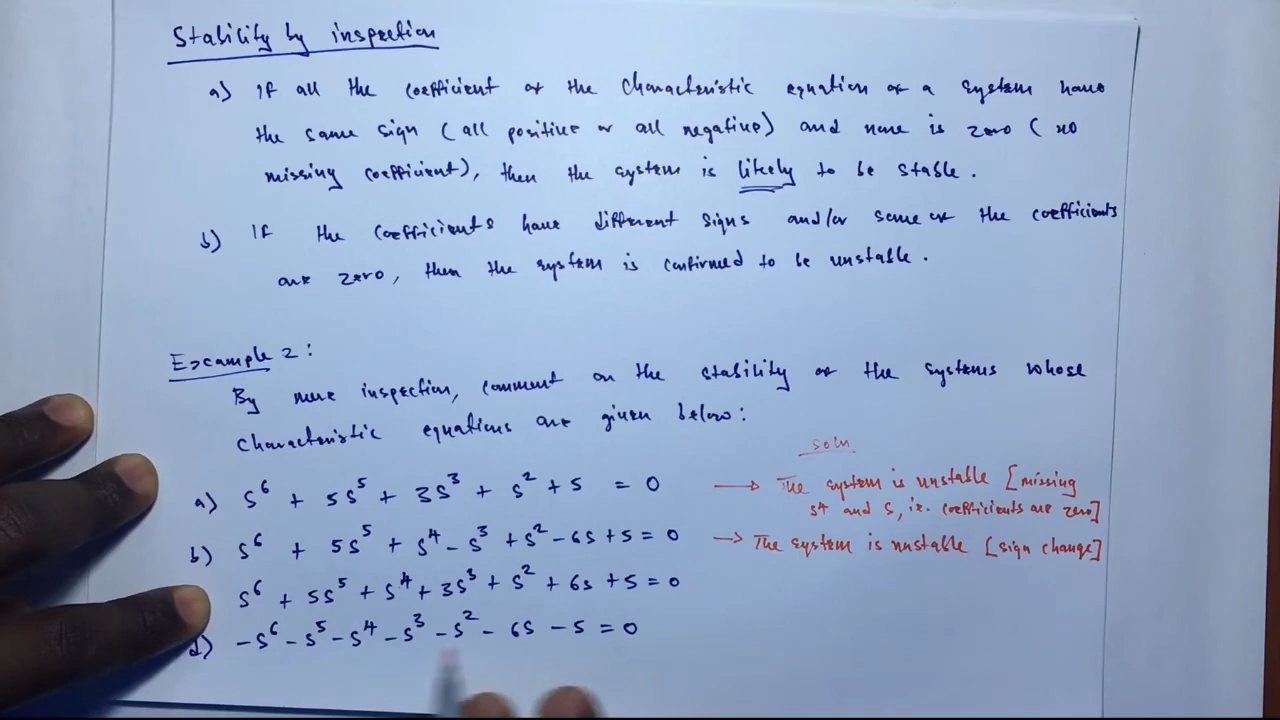 Stability by inspection
a) If all the coefficient of the characteristic equation of a system have
the same sign (all positive or all negative) and none is zero (no
missing coefficient), then the system is likely to be stable.
b) If the coefficients have different signs and/or some of the coefficients
are zero, then the system is confirmed to be unstable.
Example 2:
By mere inspection, comment on the stability of the systems whose
characteristic equations are given below:
soln
a) S⁶ + 5S⁵ + 3S³ + S² + 5 = 0 → The system is unstable [missing
S4 and S, i.e. coefficients are zero]
b) S⁶ + 5S⁵ + S⁴ - S³ + S² - 6S + 5 = 0 → The system is unstable [sign change]
S⁶ + 5S⁵ + S⁴ + 3S³ + S² + 6s + 5 = 0
d) -S⁶ - S⁵ - S⁴ - S³ - S² - 6S - 5 = 0